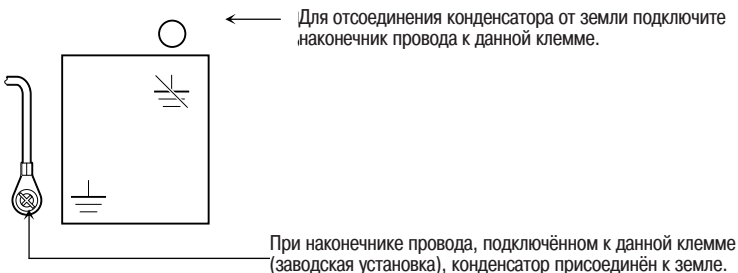 Для отсоединения конденсатора от земли подключите
наконечник провода к данной клемме.
При наконечнике провода, подключённом к данной клемме
(заводская установка), конденсатор присоединён к земле.